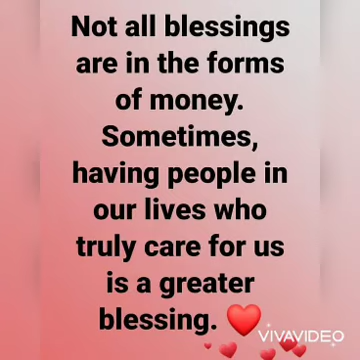 Not all blessings
are in the forms
of money.
Sometimes,
having people in
our lives who
truly care for us
is a greater
blessing. ❤️
VIVAVIDEO